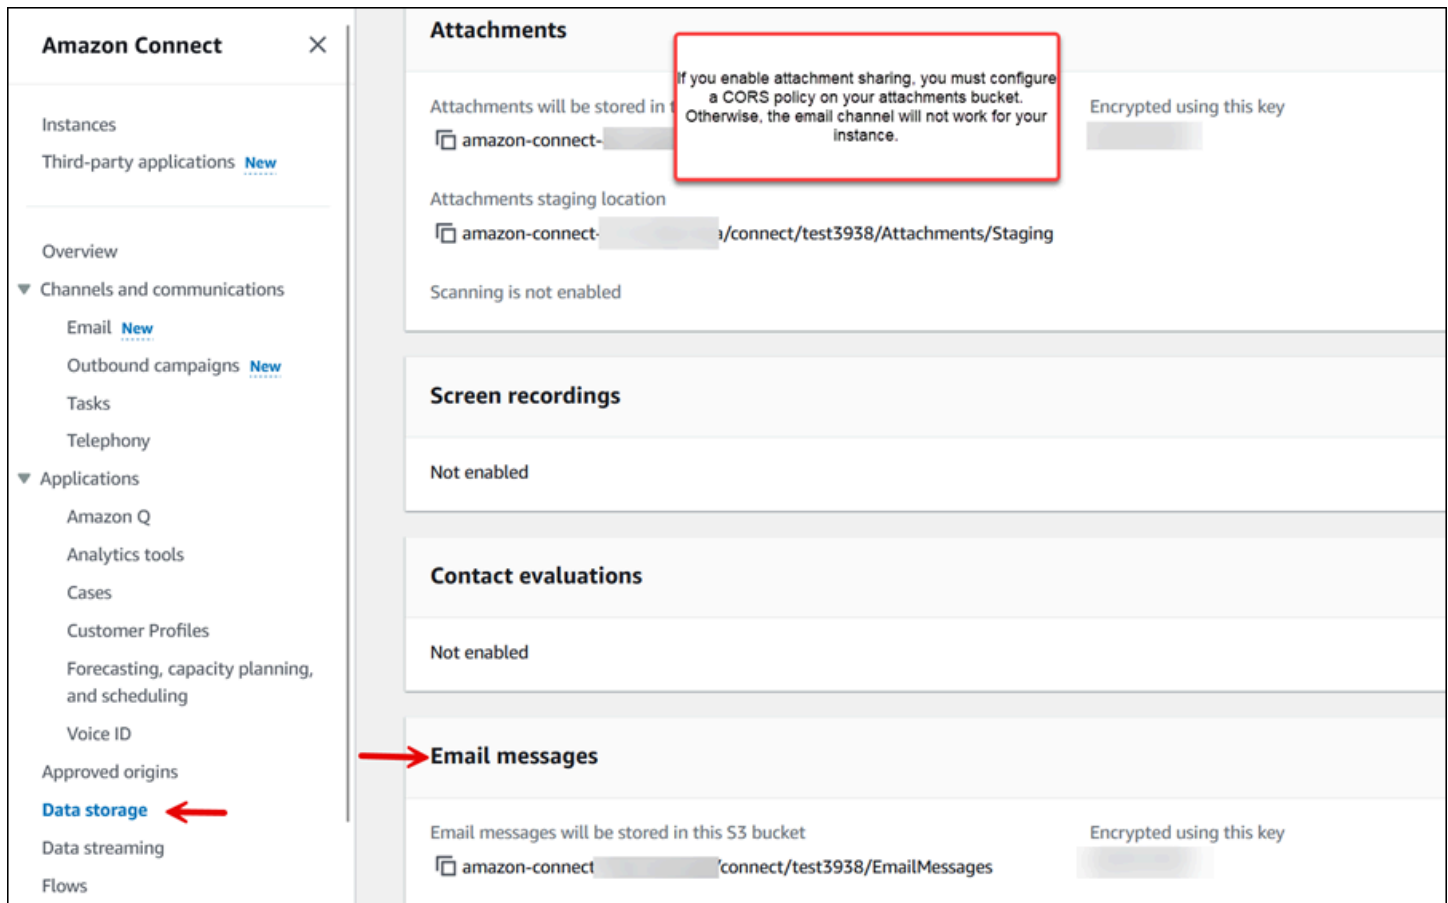 Amazon Connect
Instances
Third-party applications New
Overview
Channels and communications
Email New
Outbound campaigns New
Tasks
Telephony
Applications
Amazon Q
Analytics tools
Cases
Customer Profiles
Forecasting, capacity planning,
and scheduling
Voice ID
Approved origins
Data storage
Data streaming
Flows
Attachments
If you enable attachment sharing, you must configure
a CORS policy on your attachments bucket.
Otherwise, the email channel will not work for your
instance.
Attachments will be stored in
Encrypted using this key
amazon-connect-
Attachments staging location
amazon-connect- /connect/test3938/Attachments/Staging
Scanning is not enabled
Screen recordings
Not enabled
Contact evaluations
Not enabled
Email messages
Email messages will be stored in this S3 bucket
Encrypted using this key
amazon-connect /connect/test3938/EmailMessages